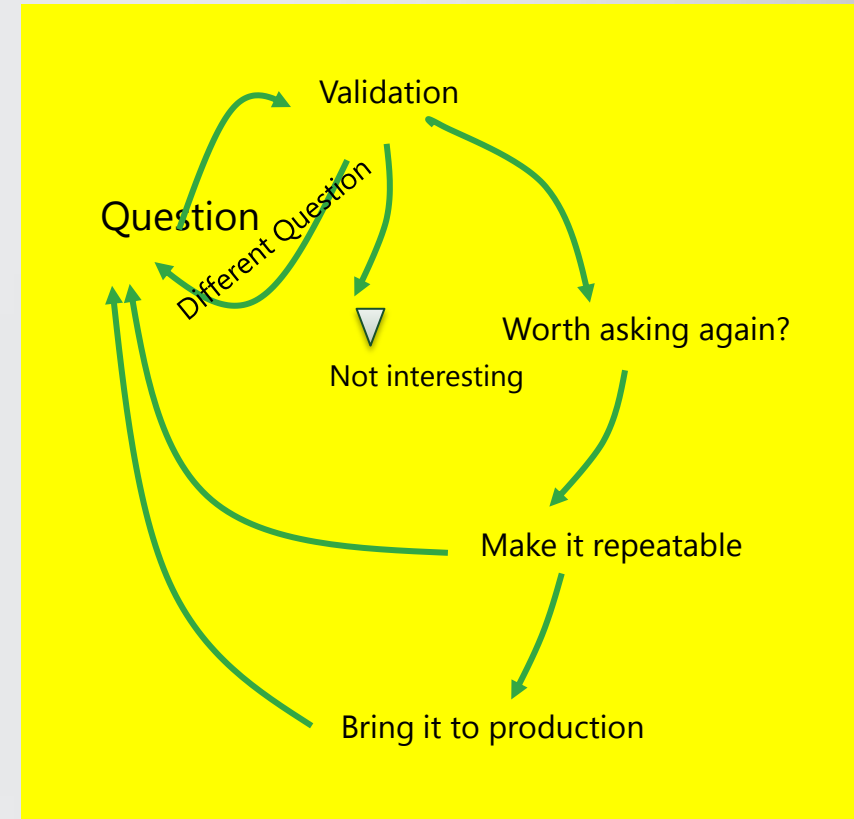 Validation
Question
Different Question
Worth asking again?
Not interesting
Make it repeatable
Bring it to production